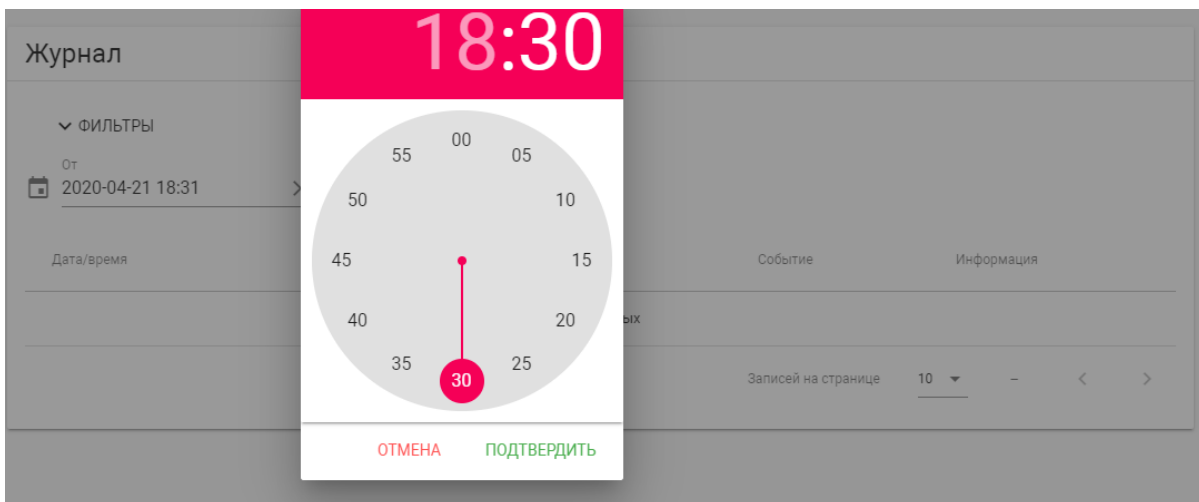 18:30
Журнал
ФИЛЬТРЫ
От
2020-04-21 18:31
00
55
05
50
10
45
15
40
20
35
25
30
Дата/время
Событие
Информация
ых
Записей на странице
10
–
ОТМЕНА
ПОДТВЕРДИТЬ